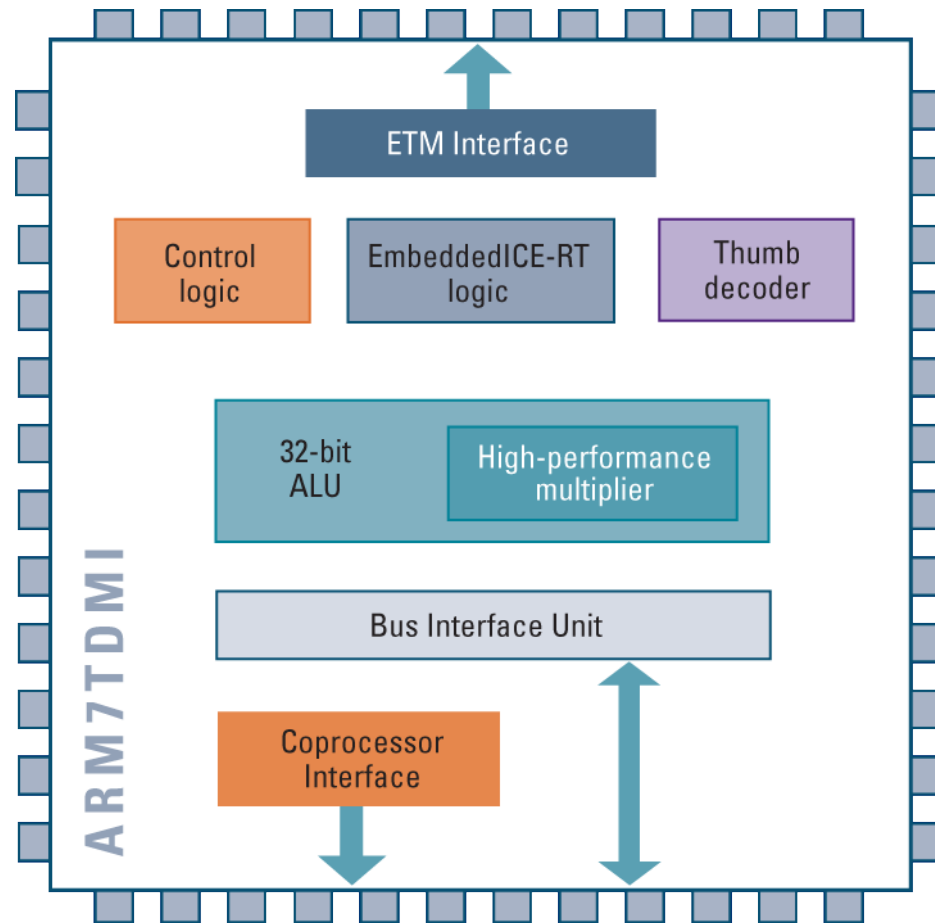 ETM Interface
Control
logic
EmbeddedICE-RT
logic
Thumb
decoder
32-bit
ALU
High-performance
multiplier
Bus Interface Unit
Coprocessor
Interface
ARM7TDMI